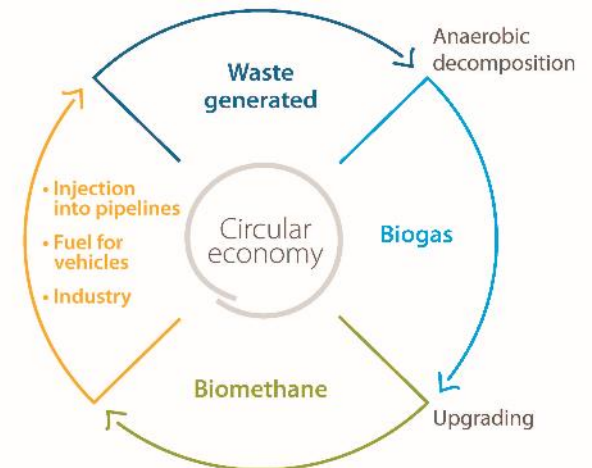 Anaerobic
decomposition
Waste
generated
• Injection
into pipelines
• Fuel for
vehicles
• Industry
Circular
economy
Biogas
Biomethane
Upgrading